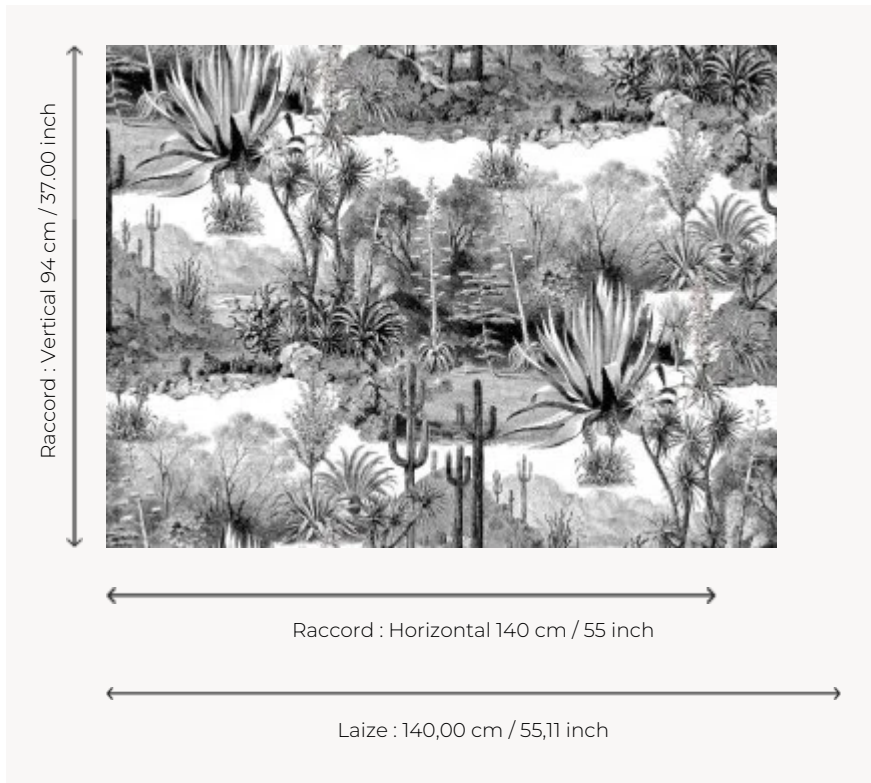 Raccord : Vertical 94 cm / 37.00 inch
Raccord : Horizontal 140 cm / 55 inch
Laize : 140,00 cm / 55,11 inch